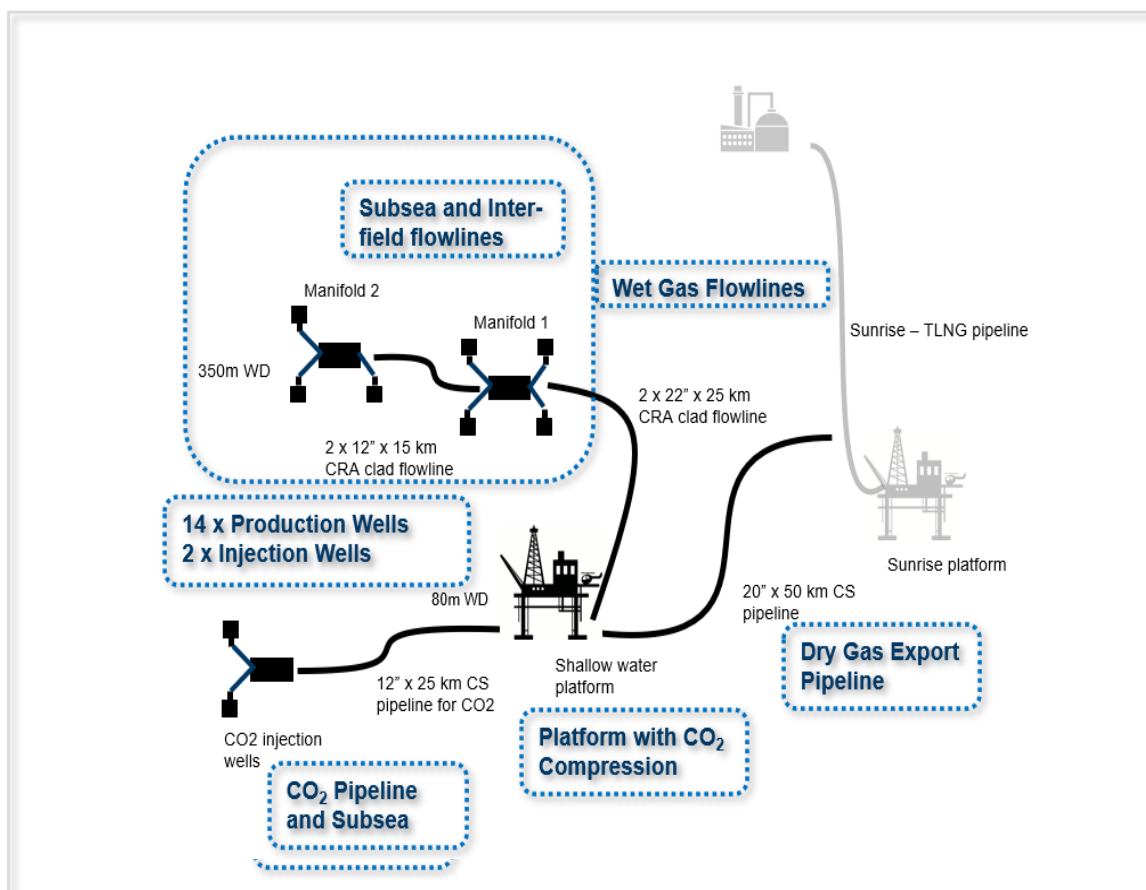 Subsea and Inter-
field flowlines
Wet Gas Flowlines
Manifold 2
Manifold 1
Sunrise – TLNG pipeline
350m WD
2 x 22” x 25 km
CRA clad flowline
2 x 12” x 15 km
CRA clad flowline
14 x Production Wells
2 x Injection Wells
Sunrise platform
80m WD
20” x 50 km CS
pipeline
Dry Gas Export
Pipeline
Shallow water
platform
12” x 25 km CS
pipeline for CO2
CO2 injection
wells
Platform with CO₂
Compression
CO₂ Pipeline
and Subsea